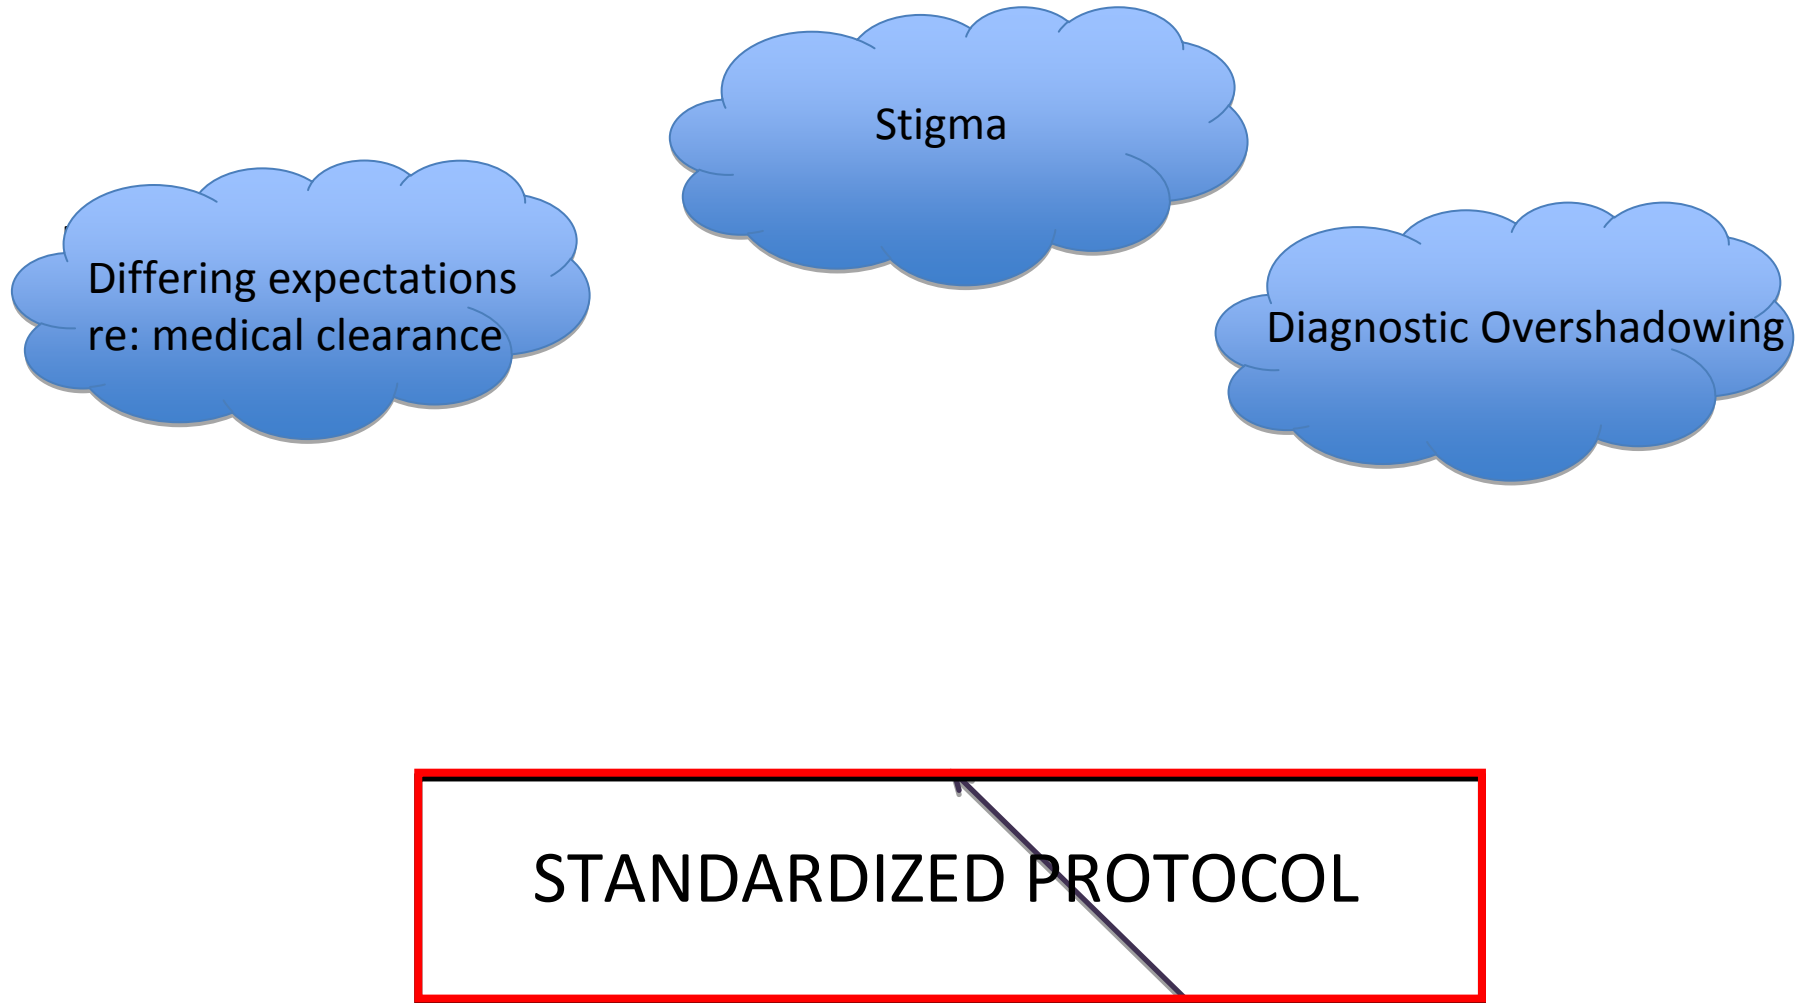 Stigma
Differing expectations
re: medical clearance
Diagnostic Overshadowing
STANDARDIZED PROTOCOL